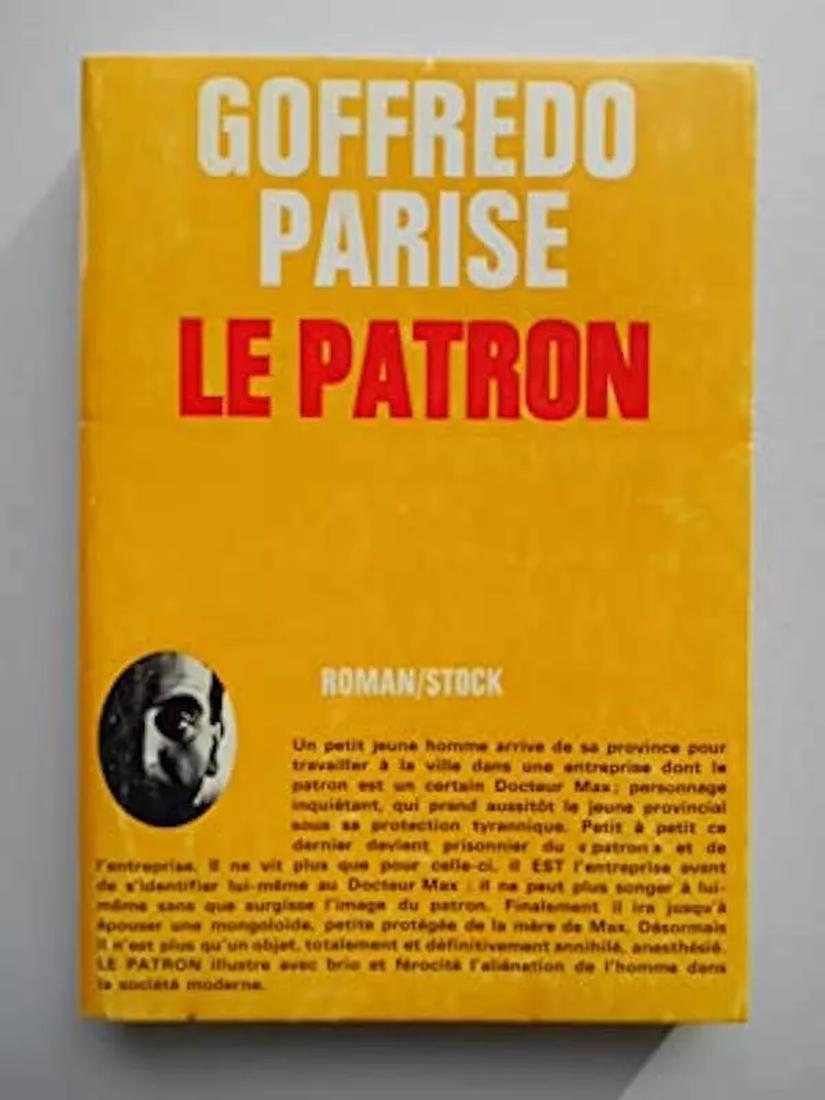 GOFFREDO
PARISE
LE PATRON
ROMAN/STOCK
Un petit jeune homme arrive de sa province pour
travailler à la ville dans une entreprise dont le
patron est un certain Docteur Max ; personnage
inquiétant, qui prend aussitôt le jeune provincial
sous sa protection tyrannique. Petit à petit ce
dernier devient prisonnier du « patron » et de
l'entreprise. Il ne vit plus que pour celle-ci, il EST l'entreprise avant
de s'identifier lui-même au Docteur Max : il ne peut plus songer à lui-
même sans que surgisse l'image du patron. Finalement il ira jusqu'à
épouser une mongoloïde, petite protégée de la mère de Max. Désormais
il n'est plus qu'un objet, totalement et définitivement annihilé, anesthésié.
LE PATRON illustre avec brio et férocité l'aliénation de l'homme dans
la société moderne.